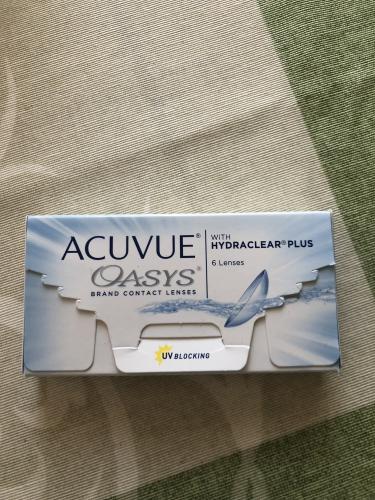 ACUVUE®
OASYS®
BRAND CONTACT LENSES
WITH
HYDRACLEAR® PLUS
6 Lenses
UV BLOCKING